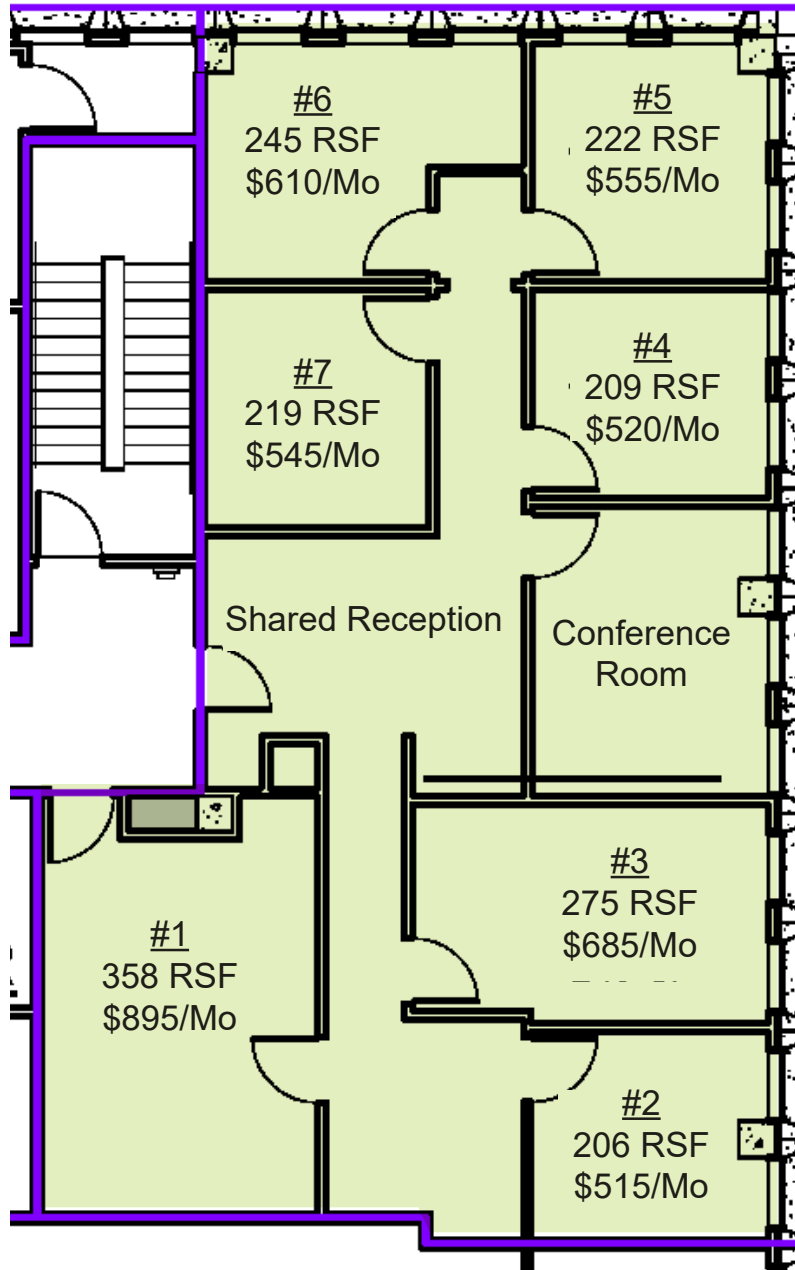 #6
245 RSF
$610/Mo
#5
222 RSF
$555/Mo
#7
219 RSF
$545/Mo
#4
209 RSF
$520/Mo
Shared Reception
Conference
Room
#3
275 RSF
$685/Mo
#1
358 RSF
$895/Mo
#2
206 RSF
$515/Mo